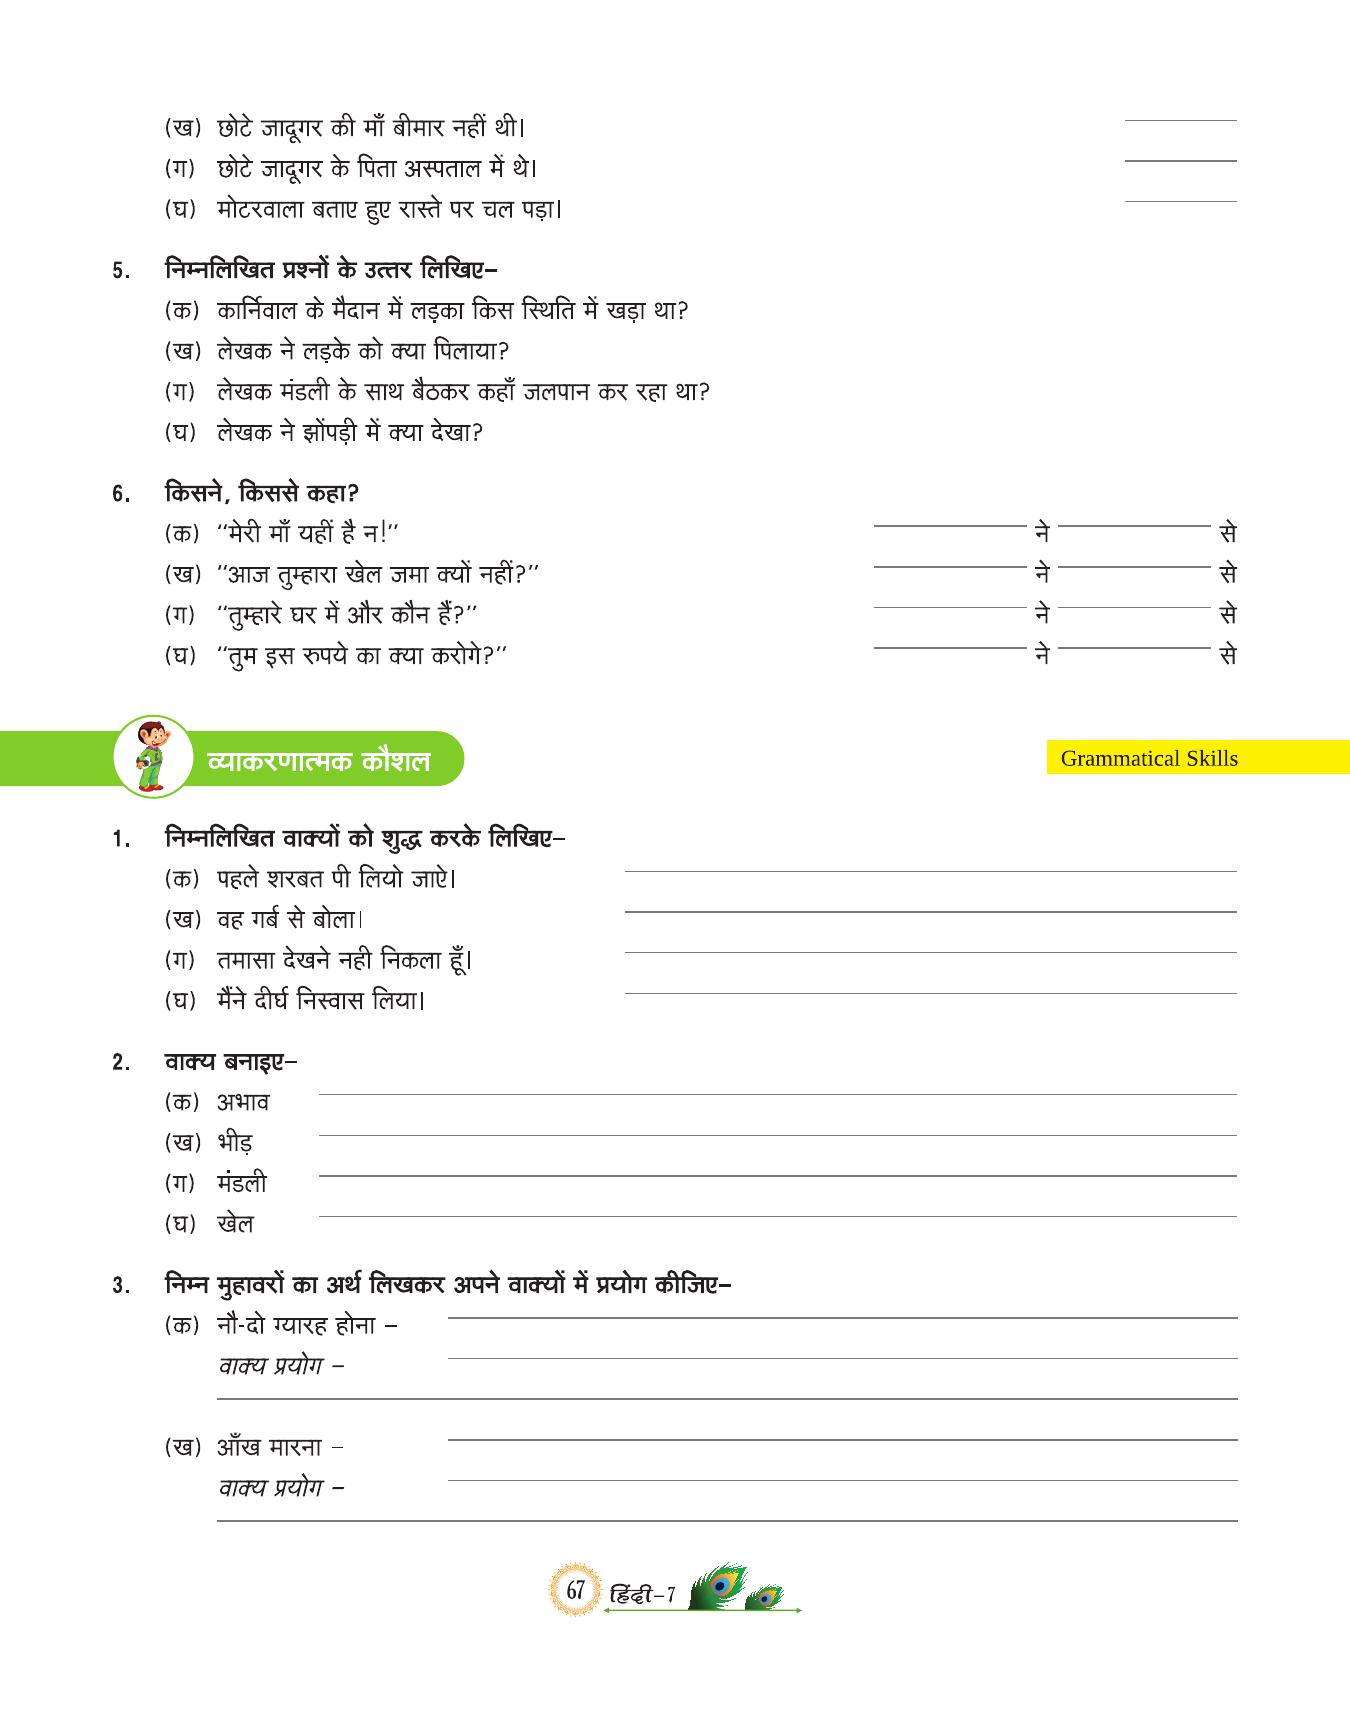 (ख) छोटे जादूगर की माँ बीमार नहीं थी।
(ग) छोटे जादूगर के पिता अस्पताल में थे।
(घ) मोटरवाला बताए हुए रास्ते पर चल पड़ा।
5. निम्नलिखित प्रश्नों के उत्तर लिखिए–
(क) कार्निवाल के मैदान में लड़का किस स्थिति में खड़ा था?
(ख) लेखक ने लड़के को क्या पिलाया?
(ग) लेखक मंडली के साथ बैठकर कहाँ जलपान कर रहा था?
(घ) लेखक ने झोंपड़ी में क्या देखा?
6. किसने, किससे कहा?
(क) ‘‘मेरी माँ यहीं है न!’’ ने से
(ख) ‘‘आज तुम्हारा खेल जमा क्यों नहीं?’’ ने से
(ग) ‘‘तुम्हारे घर में और कौन हैं?’’ ने से
(घ) ‘‘तुम इस रुपये का क्या करोगे?’’ ने से
व्याकरणात्मक कौशल Grammatical Skills
1. निम्नलिखित वाक्यों को शुद्ध करके लिखिए–
(क) पहले शरबत पी लियो जाऐ।
(ख) वह गर्ब से बोला।
(ग) तमासा देखने नही निकला हूँ।
(घ) मैंने दीर्घ निस्वास लिया।
2. वाक्य बनाइए–
(क) अभाव
(ख) भीड़
(ग) मंडली
(घ) खेल
3. निम्न मुहावरों का अर्थ लिखकर अपने वाक्यों में प्रयोग कीजिए–
(क) नौ-दो ग्यारह होना –
वाक्य प्रयोग –
(ख) आँख मारना –
वाक्य प्रयोग –
67 हिंदी–7